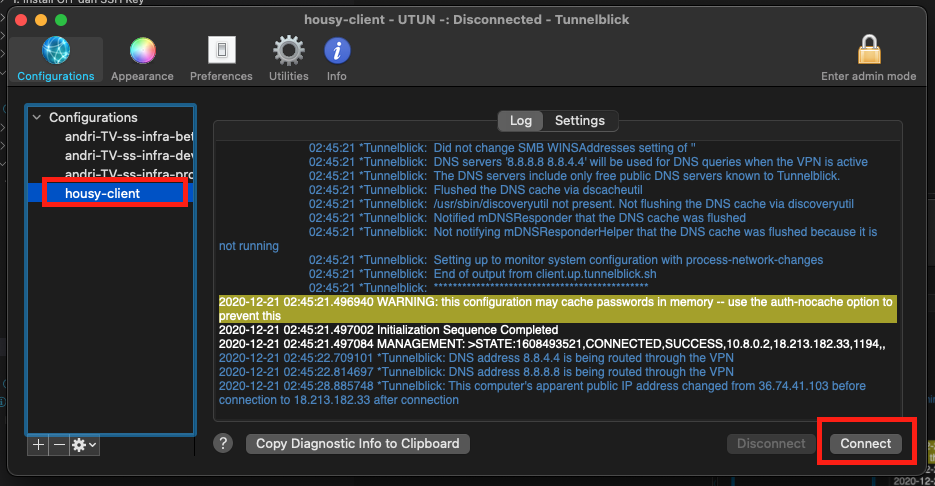 1. Install OPP dan SSH Key
housy-client - UTUN -: Disconnected - Tunnelblick
Configurations Appearance Preferences Utilities Info Enter admin mode
Configurations
andri-TV-ss-infra-bet
andri-TV-ss-infra-dev
andri-TV-ss-infra-pro
housy-client
Log Settings
02:45:21 *Tunnelblick: Did not change SMB WINSAddresses setting of ''
02:45:21 *Tunnelblick: DNS servers '8.8.8.8 8.8.4.4' will be used for DNS queries when the VPN is active
02:45:21 *Tunnelblick: The DNS servers include only free public DNS servers known to Tunnelblick.
02:45:21 *Tunnelblick: Flushed the DNS cache via dscacheutil
02:45:21 *Tunnelblick: /usr/sbin/discoveryutil not present. Not flushing the DNS cache via discoveryutil
02:45:21 *Tunnelblick: Notified mDNSResponder that the DNS cache was flushed
02:45:21 *Tunnelblick: Not notifying mDNSResponderHelper that the DNS cache was flushed because it is
not running
02:45:21 *Tunnelblick: Setting up to monitor system configuration with process-network-changes
02:45:21 *Tunnelblick: End of output from client.up.tunnelblick.sh
02:45:21 *Tunnelblick: **********************************************
2020-12-21 02:45:21.496940 WARNING: this configuration may cache passwords in memory -- use the auth-nocache option to
prevent this
2020-12-21 02:45:21.497002 Initialization Sequence Completed
2020-12-21 02:45:21.497084 MANAGEMENT: >STATE:1608493521,CONNECTED,SUCCESS,10.8.0.2,18.213.182.33,1194,,
2020-12-21 02:45:22.709101 *Tunnelblick: DNS address 8.8.4.4 is being routed through the VPN
2020-12-21 02:45:22.814697 *Tunnelblick: DNS address 8.8.8.8 is being routed through the VPN
2020-12-21 02:45:28.885748 *Tunnelblick: This computer's apparent public IP address changed from 36.74.41.103 before
connection to 18.213.182.33 after connection
? Copy Diagnostic Info to Clipboard Disconnect Connect